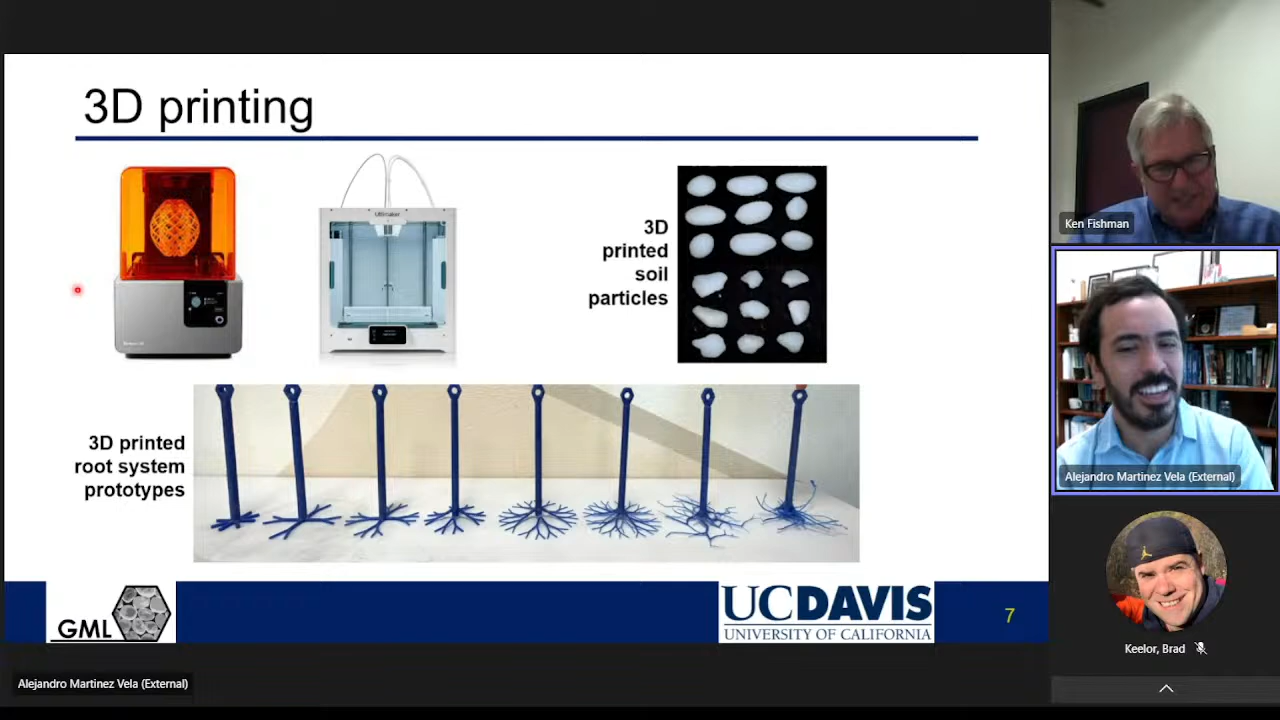 3D printing
Ultimaker
3D
printed
soil
particles
3D printed
root system
prototypes
GML
UC DAVIS
UNIVERSITY OF CALIFORNIA
7
Alejandro Martinez Vela (External)
Ken Fishman
Alejandro Martinez Vela (External)
Keelor, Brad